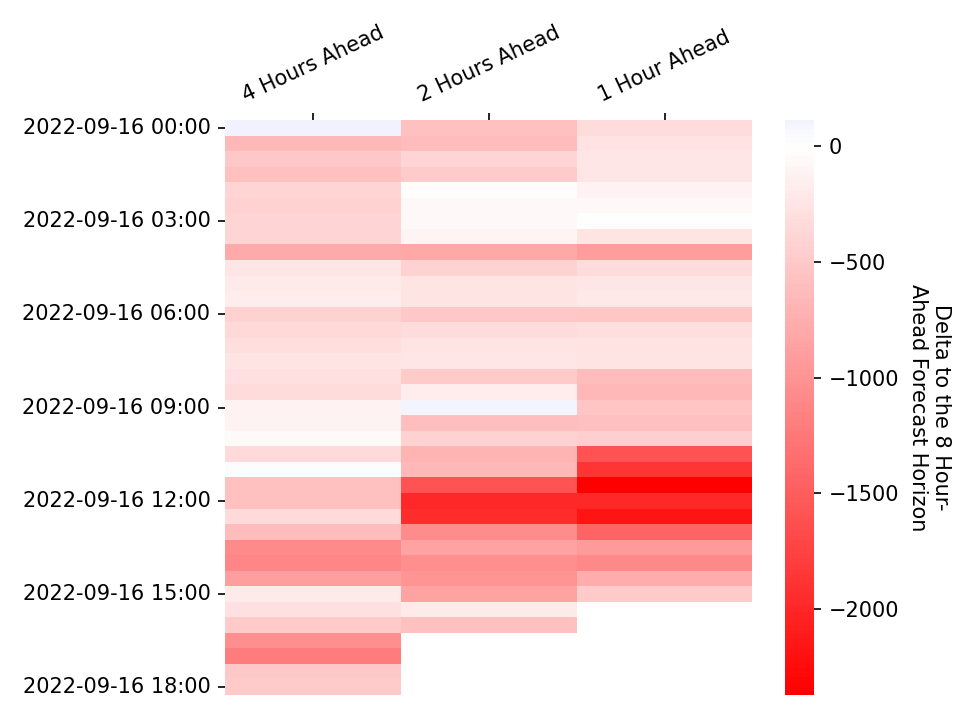 4 Hours Ahead
2 Hours Ahead
1 Hour Ahead
2022-09-16 00:00
2022-09-16 03:00
2022-09-16 06:00
2022-09-16 09:00
2022-09-16 12:00
2022-09-16 15:00
2022-09-16 18:00
0
−500
−1000
−1500
−2000
Delta to the 8 Hour-
Ahead Forecast Horizon